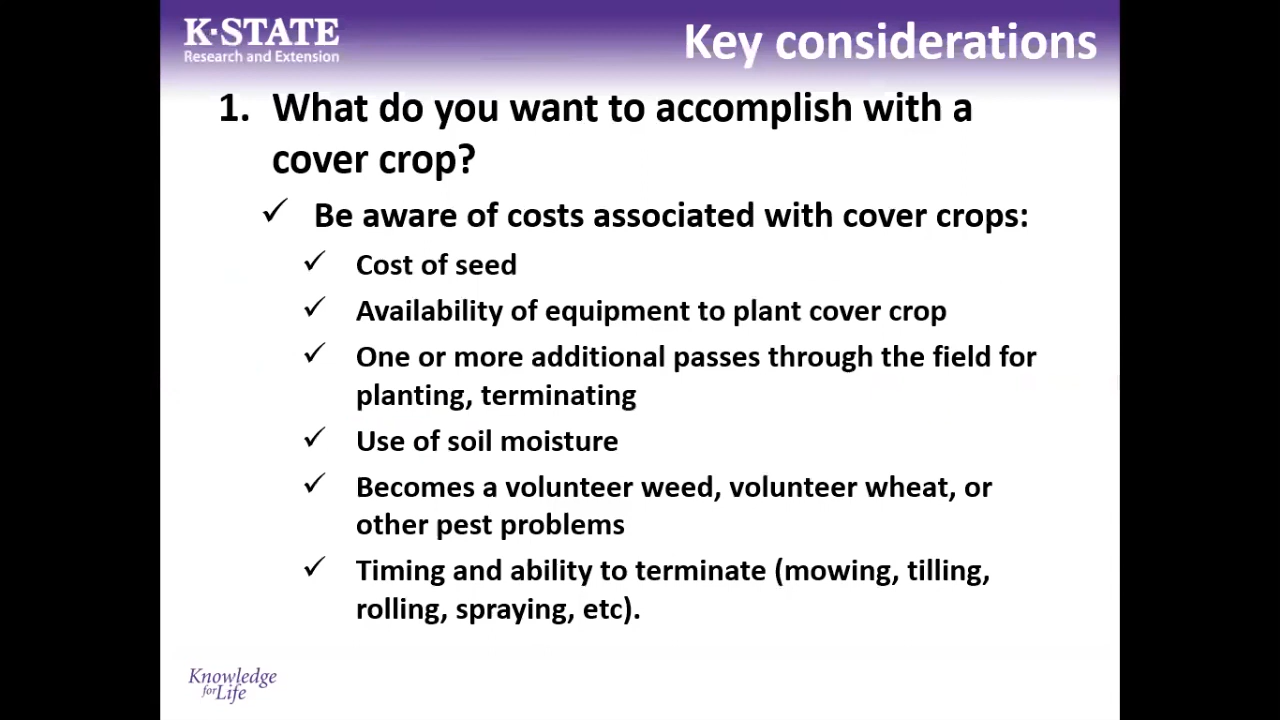 K-STATE
Research and Extension
Key considerations
1. What do you want to accomplish with a
cover crop?
✓ Be aware of costs associated with cover crops:
✓ Cost of seed
✓ Availability of equipment to plant cover crop
✓ One or more additional passes through the field for
planting, terminating
✓ Use of soil moisture
✓ Becomes a volunteer weed, volunteer wheat, or
other pest problems
✓ Timing and ability to terminate (mowing, tilling,
rolling, spraying, etc).
Knowledge
for Life